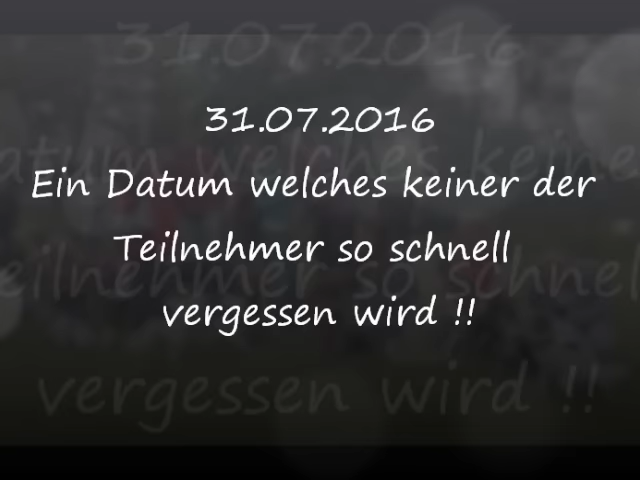 31.07.2016
Ein Datum welches keiner der
Teilnehmer so schnell
vergessen wird !!